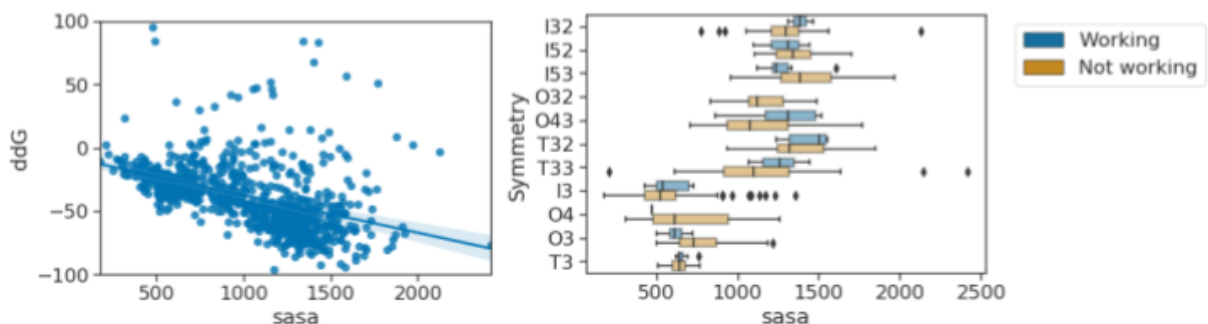 100
50
0
−50
−100
ddG
500
1000
1500
2000
sasa
Symmetry
I32
I52
I53
O32
O43
T32
T33
I3
O4
O3
T3
500
1000
1500
2000
2500
sasa
Working
Not working